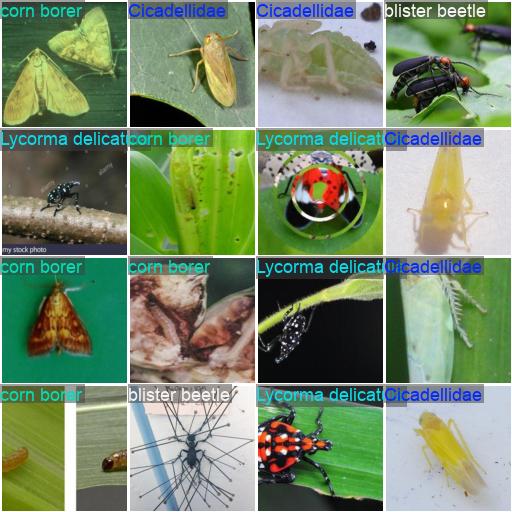 corn borer
Cicadellidae
Cicadellidae
blister beetle
Lycorma delicat
corn borer
Lycorma delicat
Cicadellidae
alamy
my stock photo
corn borer
corn borer
Lycorma delicat
Cicadellidae
corn borer
blister beetle
Lycorma delicat
Cicadellidae